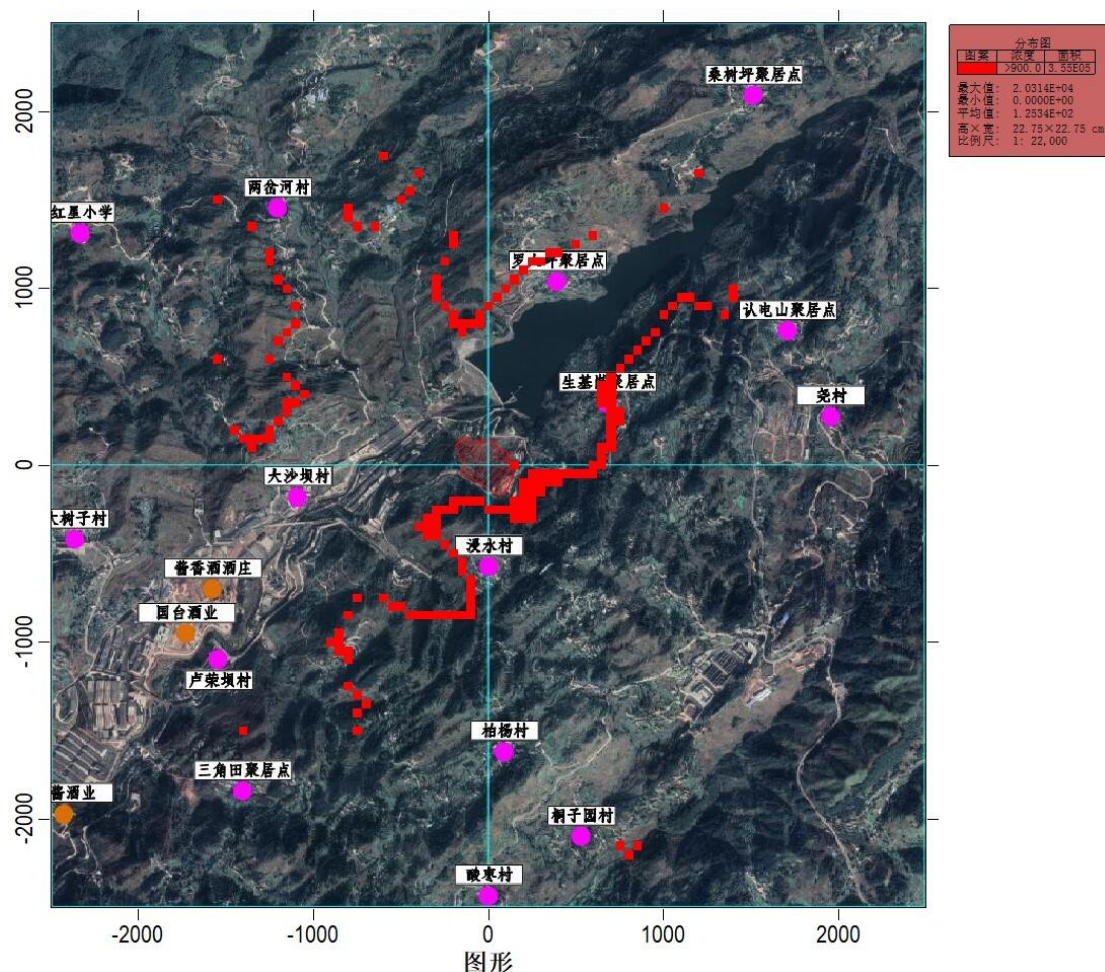 分布图
图案 浓度 面积
>900.0 3.55E05
最大值: 2.0314E+04
最小值: 0.0000E+00
平均值: 1.2534E+02
高×宽: 22.75×22.75 cm
比例尺: 1: 22,000
桑树坪聚居点
两岔河村
红星小学
聚居点
认屯山聚居点
生基 聚居点
尧村
大沙坝村
大树子村
浸水村
酱香酒酒庄
国台酒业
卢荣坝村
柏杨村
三角田聚居点
酱酒业
桐子园村
酸枣村
2000
1000
0
-1000
-2000
-2000
-1000
0
1000
2000
图形